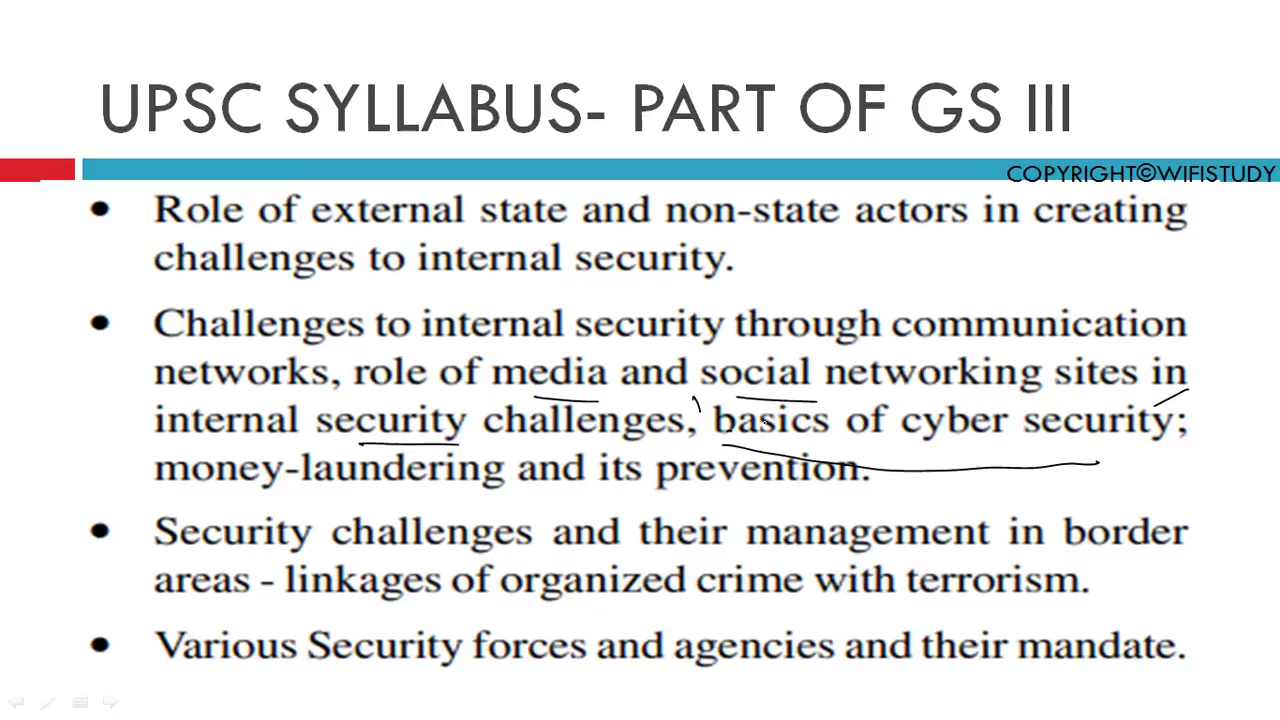 UPSC SYLLABUS- PART OF GS III
COPYRIGHT©WIFISTUDY
• Role of external state and non-state actors in creating
challenges to internal security.
• Challenges to internal security through communication
networks, role of media and social networking sites in
internal security challenges, basics of cyber security;
money-laundering and its prevention.
• Security challenges and their management in border
areas - linkages of organized crime with terrorism.
• Various Security forces and agencies and their mandate.